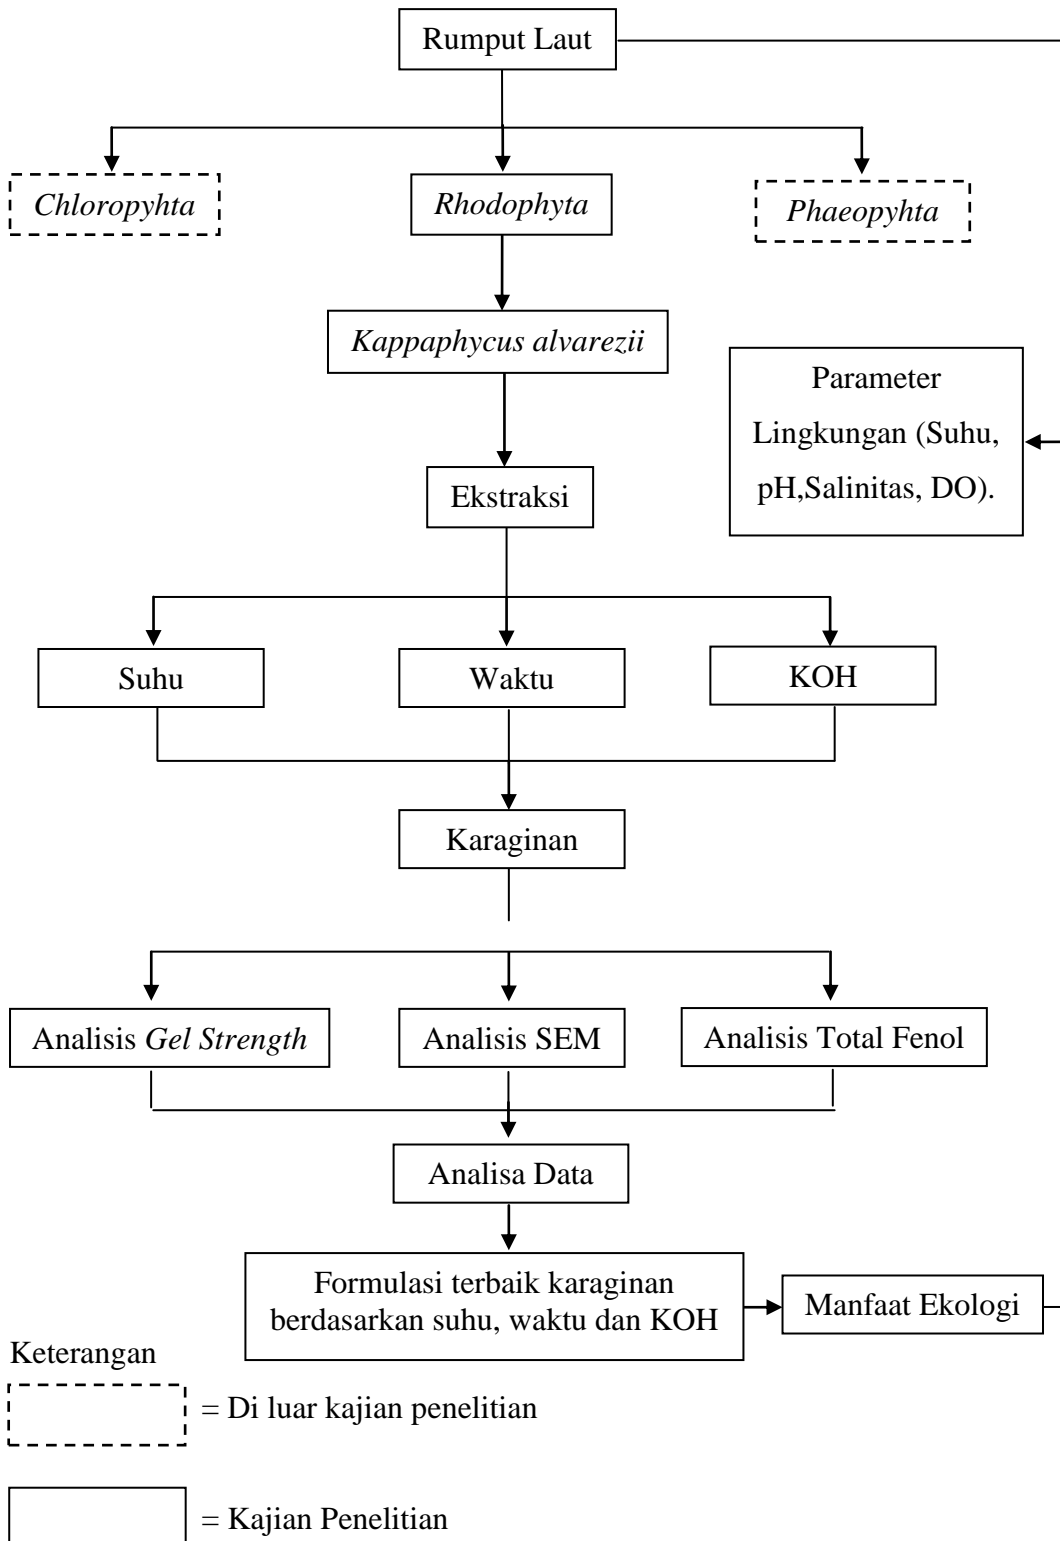 Rumput Laut
Chloropyhta
Rhodophyta
Phaeopyhta
Kappaphycus alvarezii
Parameter
Lingkungan (Suhu,
pH,Salinitas, DO).
Ekstraksi
Suhu
Waktu
KOH
Karaginan
Analisis Gel Strength
Analisis SEM
Analisis Total Fenol
Analisa Data
Formulasi terbaik karaginan
berdasarkan suhu, waktu dan KOH
Manfaat Ekologi
Keterangan
= Di luar kajian penelitian
= Kajian Penelitian